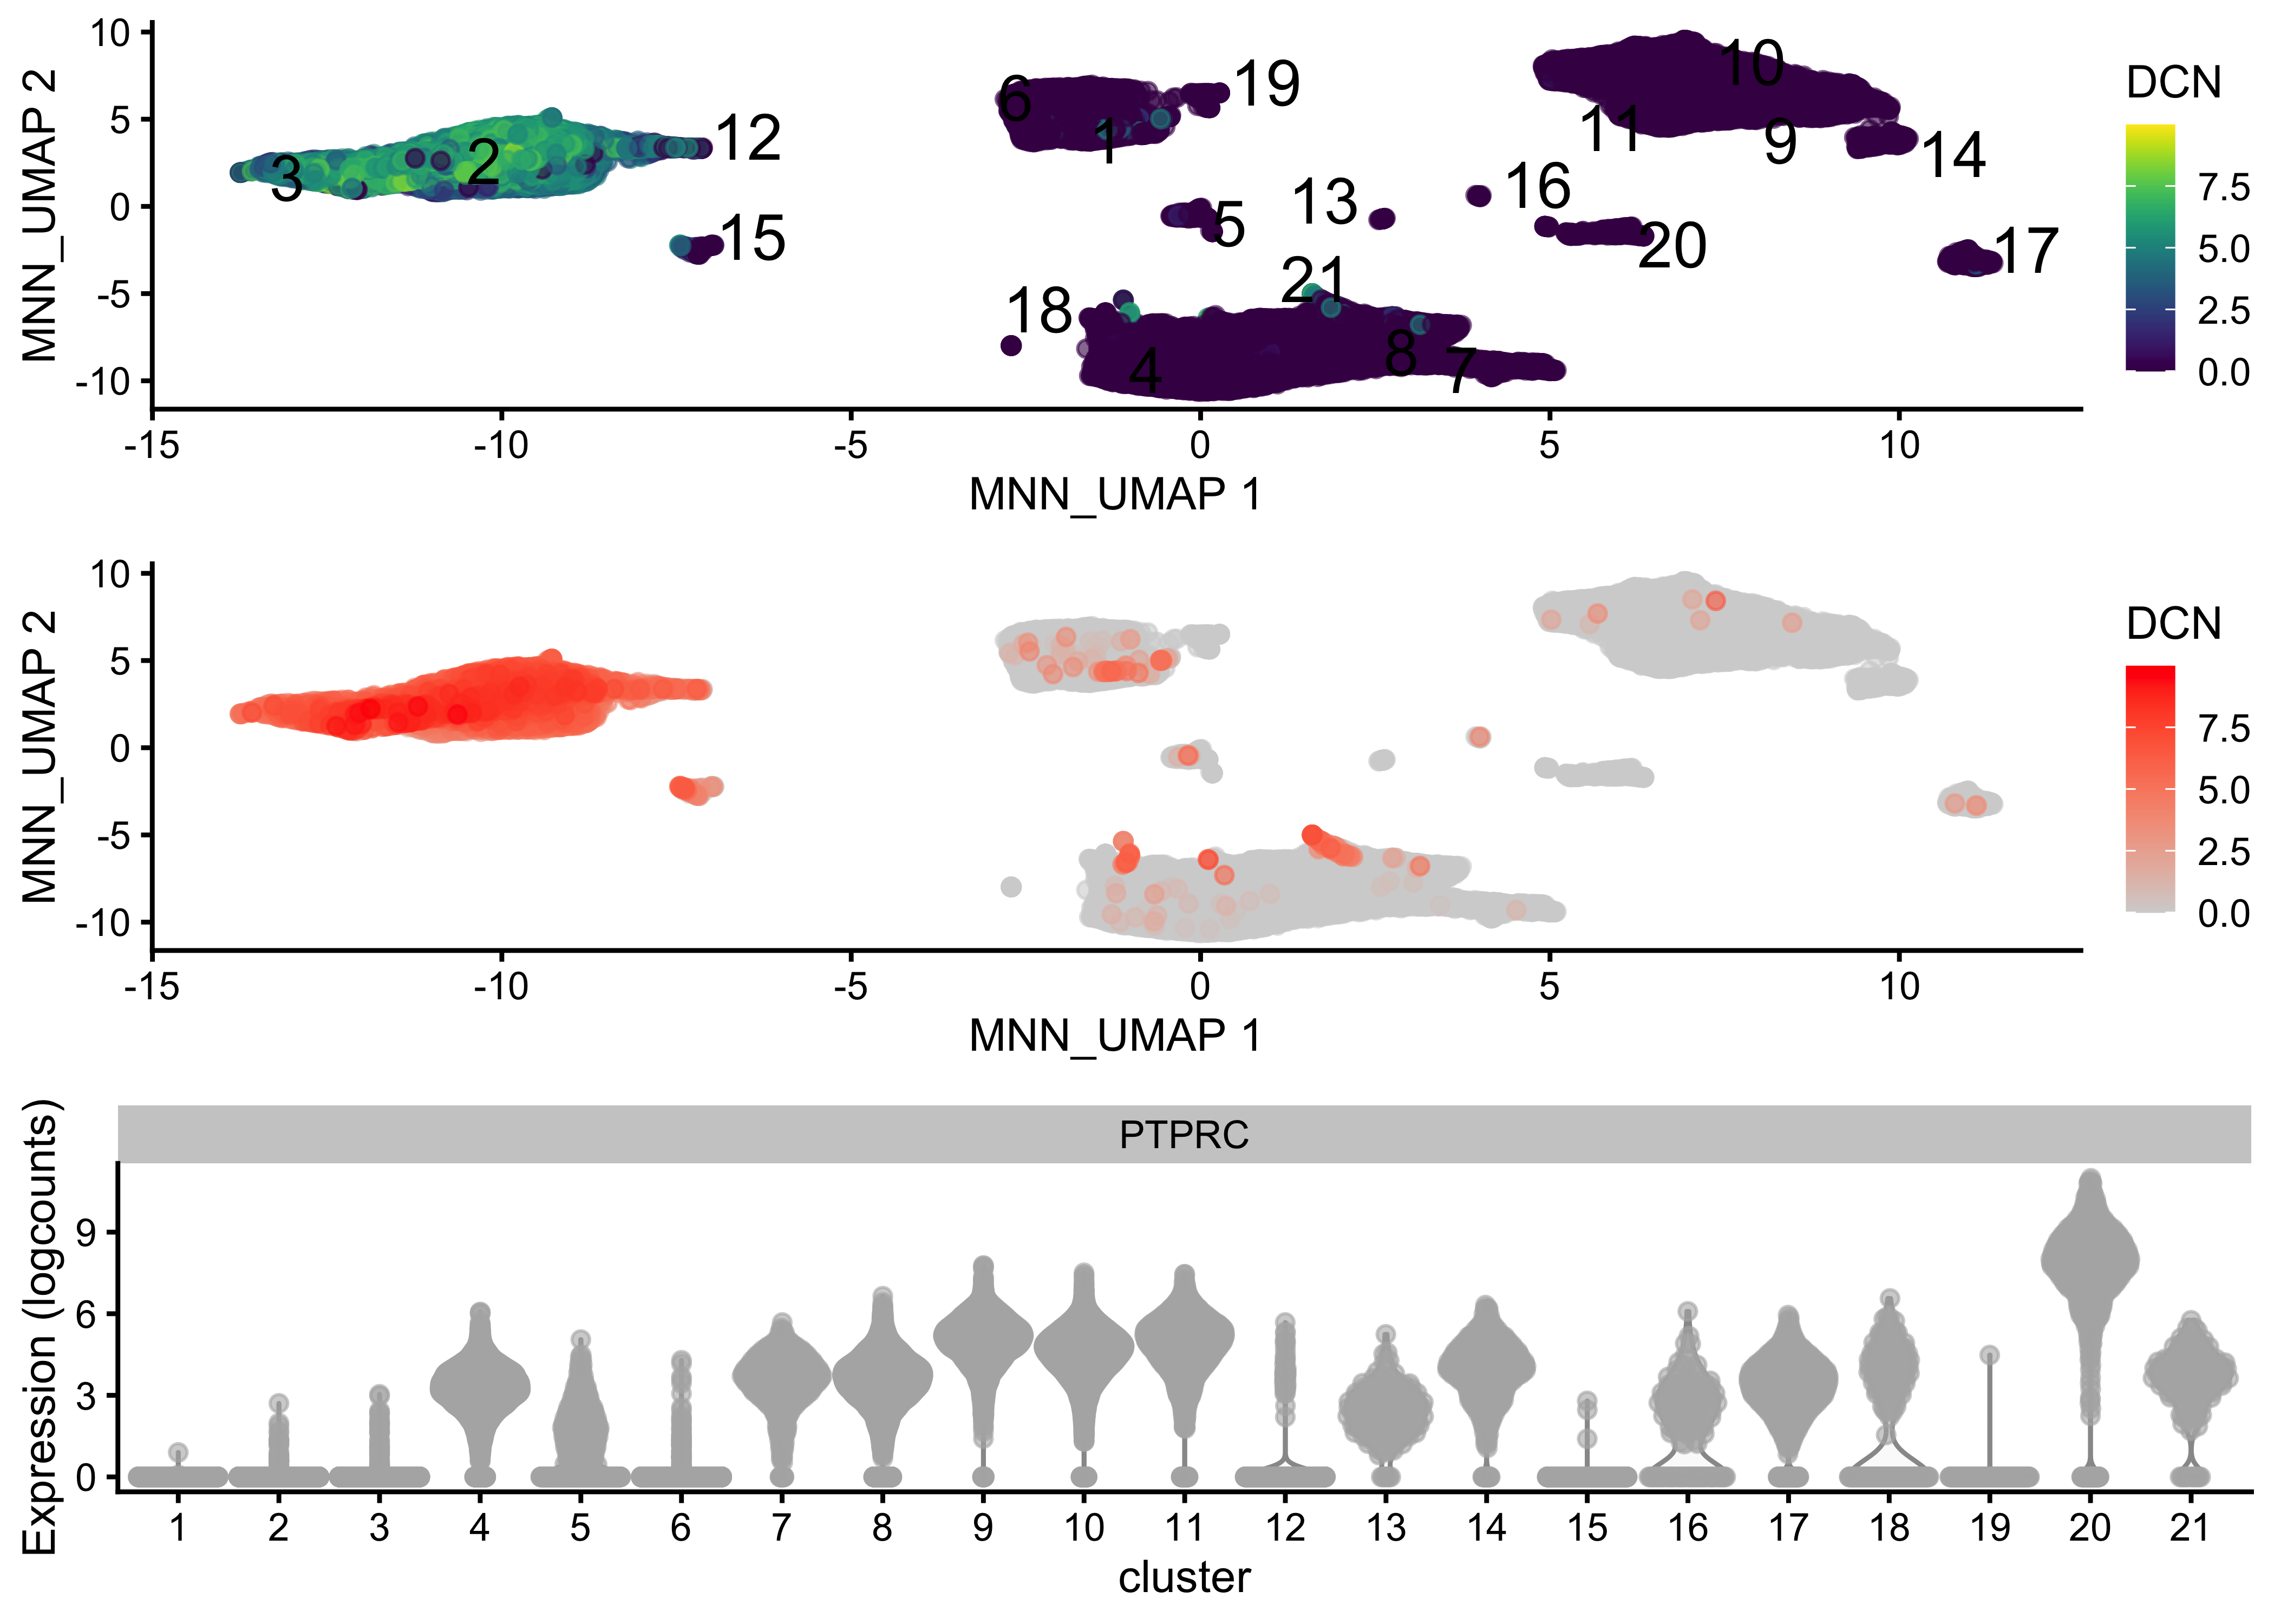 10
5
0
-5
-10
MNN_UMAP 2
-15 -10 -5 0 5 10
MNN_UMAP 1
6 19 10
12 1 11 9 14
3 2
16
13
15 5 20 17
21
18
4 8 7
DCN
7.5
5.0
2.5
0.0
10
5
0
-5
-10
MNN_UMAP 2
-15 -10 -5 0 5 10
MNN_UMAP 1
DCN
7.5
5.0
2.5
0.0
PTPRC
9
6
3
0
Expression (logcounts)
1 2 3 4 5 6 7 8 9 10 11 12 13 14 15 16 17 18 19 20 21
cluster